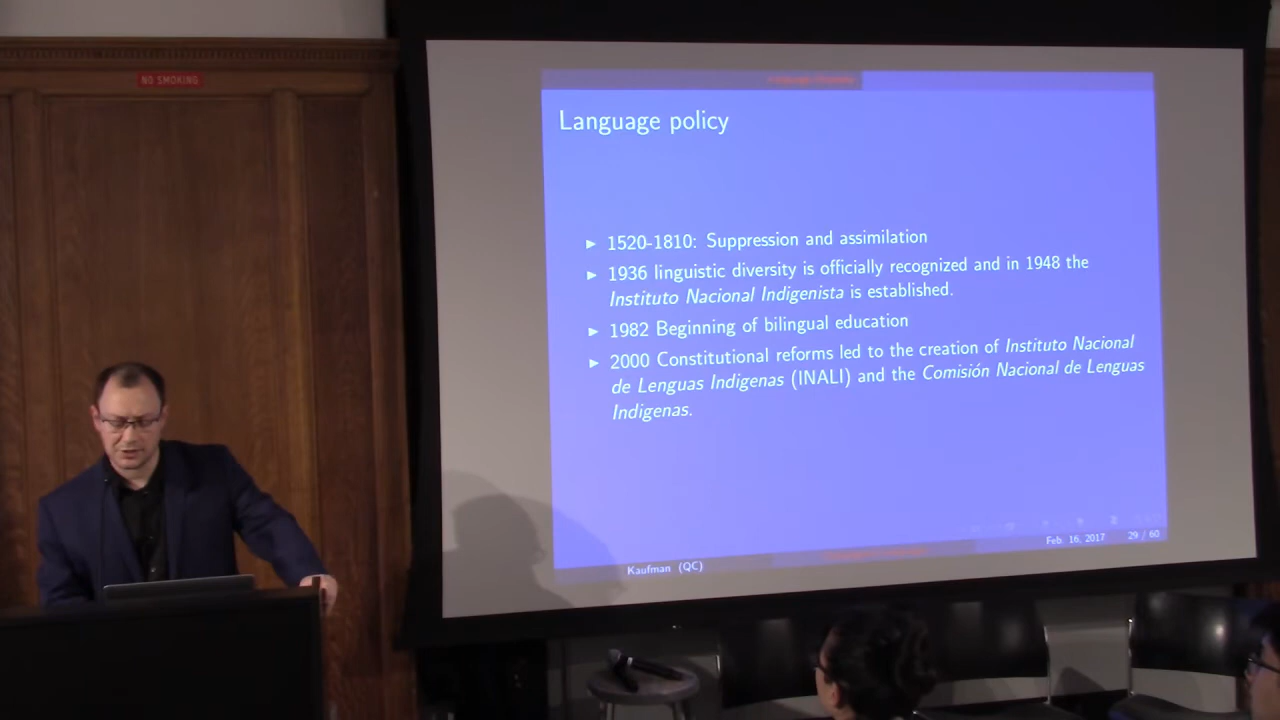 NO SMOKING
Language policy
► 1520-1810: Suppression and assimilation
► 1936 linguistic diversity is officially recognized and in 1948 the
Instituto Nacional Indigenista is established.
► 1982 Beginning of bilingual education
► 2000 Constitutional reforms led to the creation of Instituto Nacional
de Lenguas Indigenas (INALI) and the Comisión Nacional de Lenguas
Indigenas.
Kaufman (QC)
Feb. 16, 2017
29 / 60